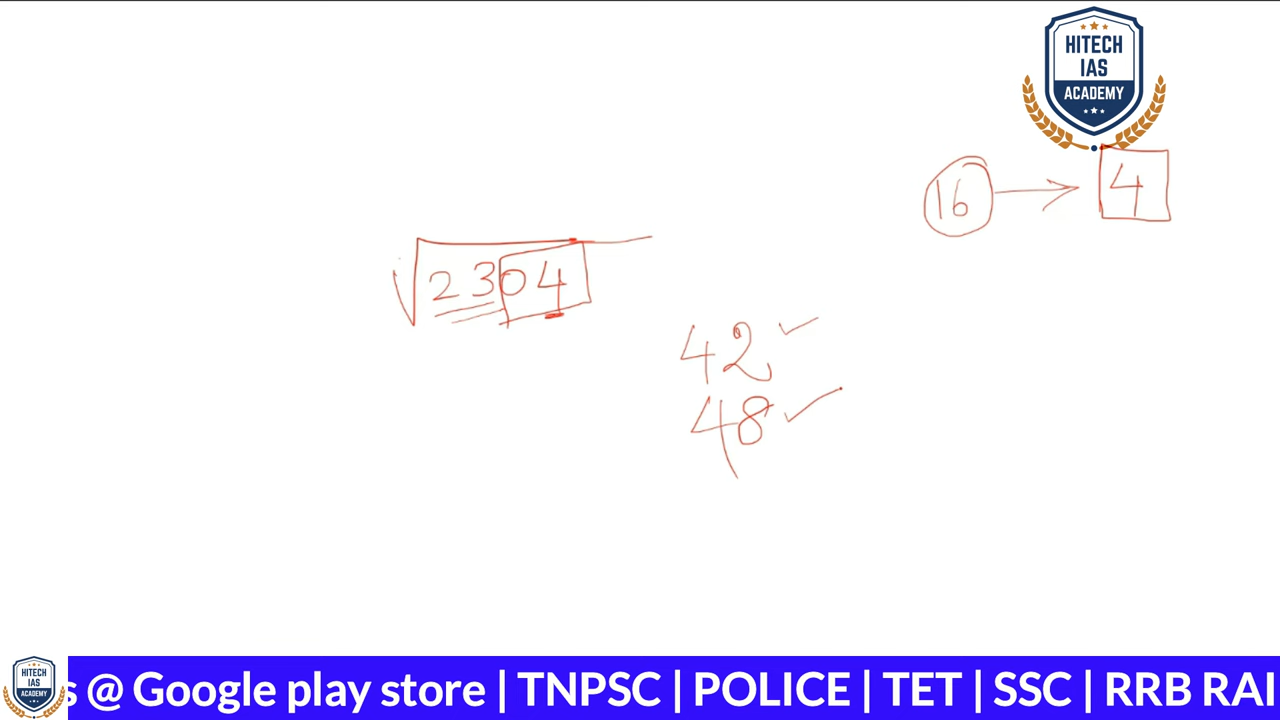 HITECH
IAS
ACADEMY
16 → 4
√2304
42 ✓
48 ✓
HITECH
IAS
ACADEMY
s @ Google play store | TNPSC | POLICE | TET | SSC | RRB RAI